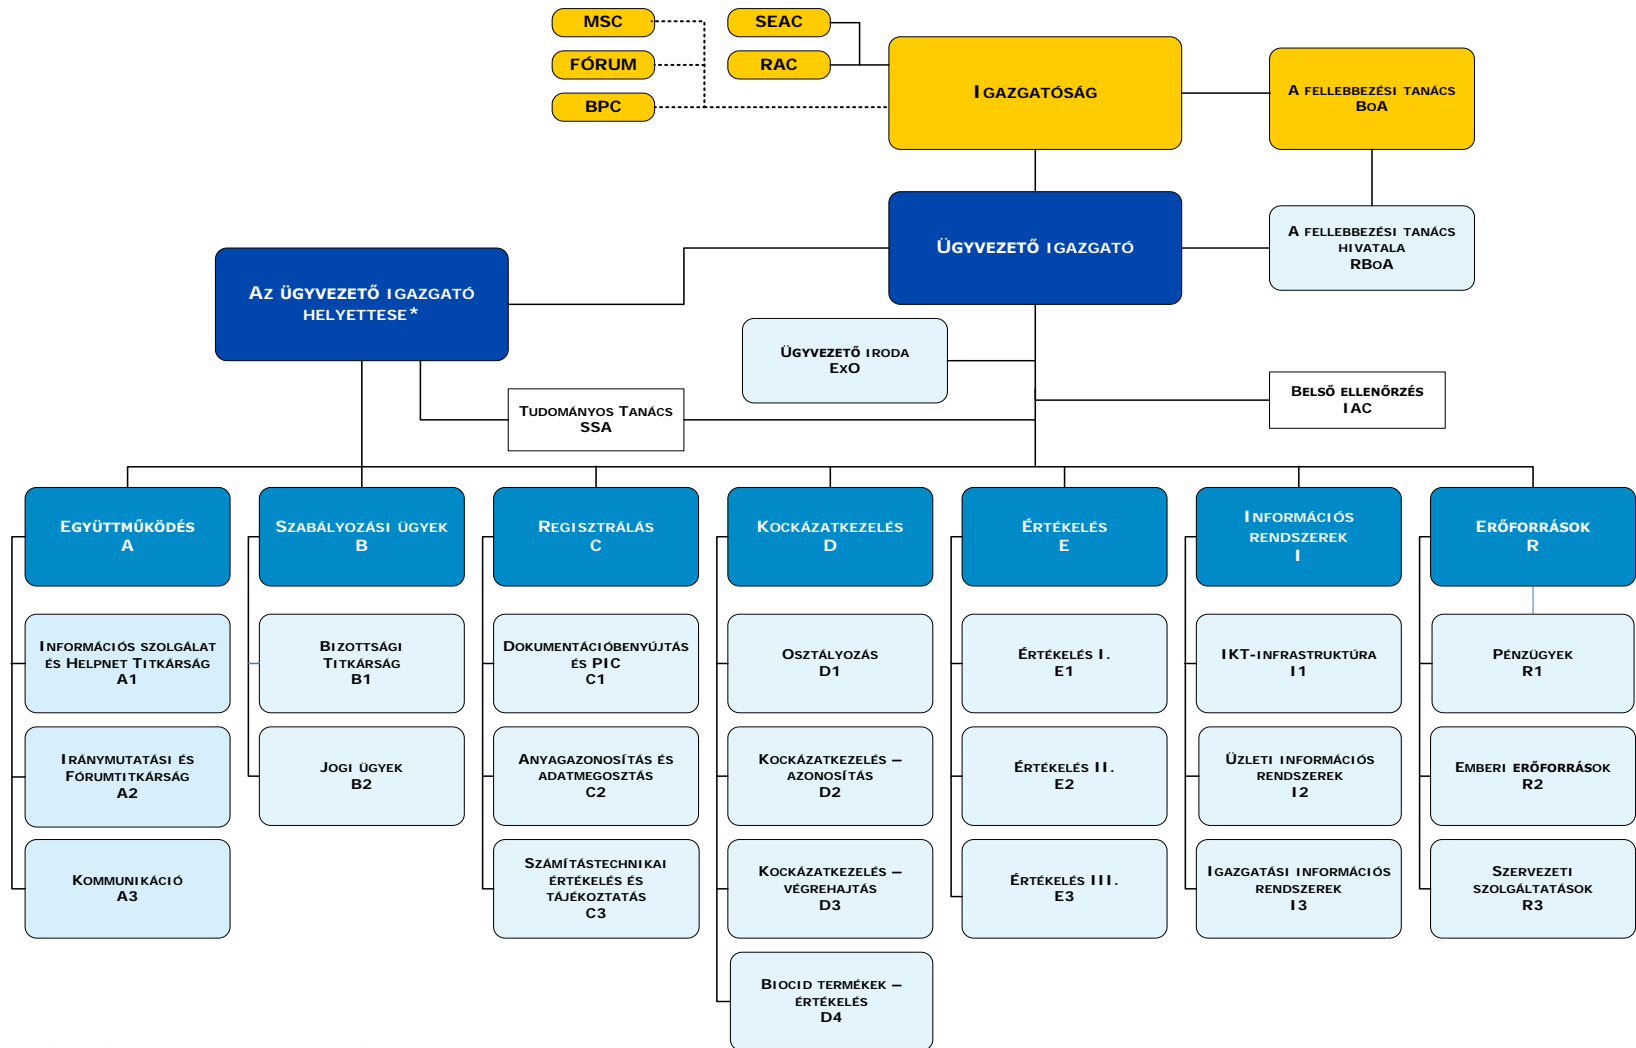 MSC
SEAC
FÓRUM
RAC
BPC
IGAZGATÓSÁG
A FELLEBBEZÉSI TANÁCS
BOA
ÜGYVEZETŐ IGAZGATÓ
A FELLEBBEZÉSI TANÁCS
HIVATALA
RBOA
AZ ÜGYVEZETŐ IGAZGATÓ
HELYETTESE*
ÜGYVEZETŐ IRODA
EXO
BELSŐ ELLENŐRZÉS
IAC
TUDOMÁNYOS TANÁCS
SSA
EGYÜTTMŰKÖDÉS
A
SZABÁLYOZÁSI ÜGYEK
B
REGISZTRÁLÁS
C
KOCKÁZATKEZELÉS
D
ÉRTÉKELÉS
E
INFORMÁCIÓS
RENDSZEREK
I
ERŐFORRÁSOK
R
INFORMÁCIÓS SZOLGÁLAT
ÉS HELPNET TITKÁRSÁG
A1
BIZOTTSÁGI
TITKÁRSÁG
B1
DOKUMENTÁCIÓBENYÚJTÁS
ÉS PIC
C1
OSZTÁLYOZÁS
D1
ÉRTÉKELÉS I.
E1
IKT-INFRASTRUKTÚRA
I1
PÉNZÜGYEK
R1
IRÁNYMUTATÁSI ÉS
FÓRUMTITKÁRSÁG
A2
JOGI ÜGYEK
B2
ANYAGAZONOSÍTÁS ÉS
ADATMEGOSZTÁS
C2
KOCKÁZATKEZELÉS –
AZONOSÍTÁS
D2
ÉRTÉKELÉS II.
E2
ÜZLETI INFORMÁCIÓS
RENDSZEREK
I2
EMBERI ERŐFORRÁSOK
R2
KOMMUNIKÁCIÓ
A3
SZÁMÍTÁSTECHNIKAI
ÉRTÉKELÉS ÉS
TÁJÉKOZTATÁS
C3
KOCKÁZATKEZELÉS –
VÉGREHAJTÁS
D3
ÉRTÉKELÉS III.
E3
IGAZGATÁSI INFORMÁCIÓS
RENDSZEREK
I3
SZERVEZETI
SZOLGÁLTATÁSOK
R3
BIOCID TERMÉKEK –
ÉRTÉKELÉS
D4